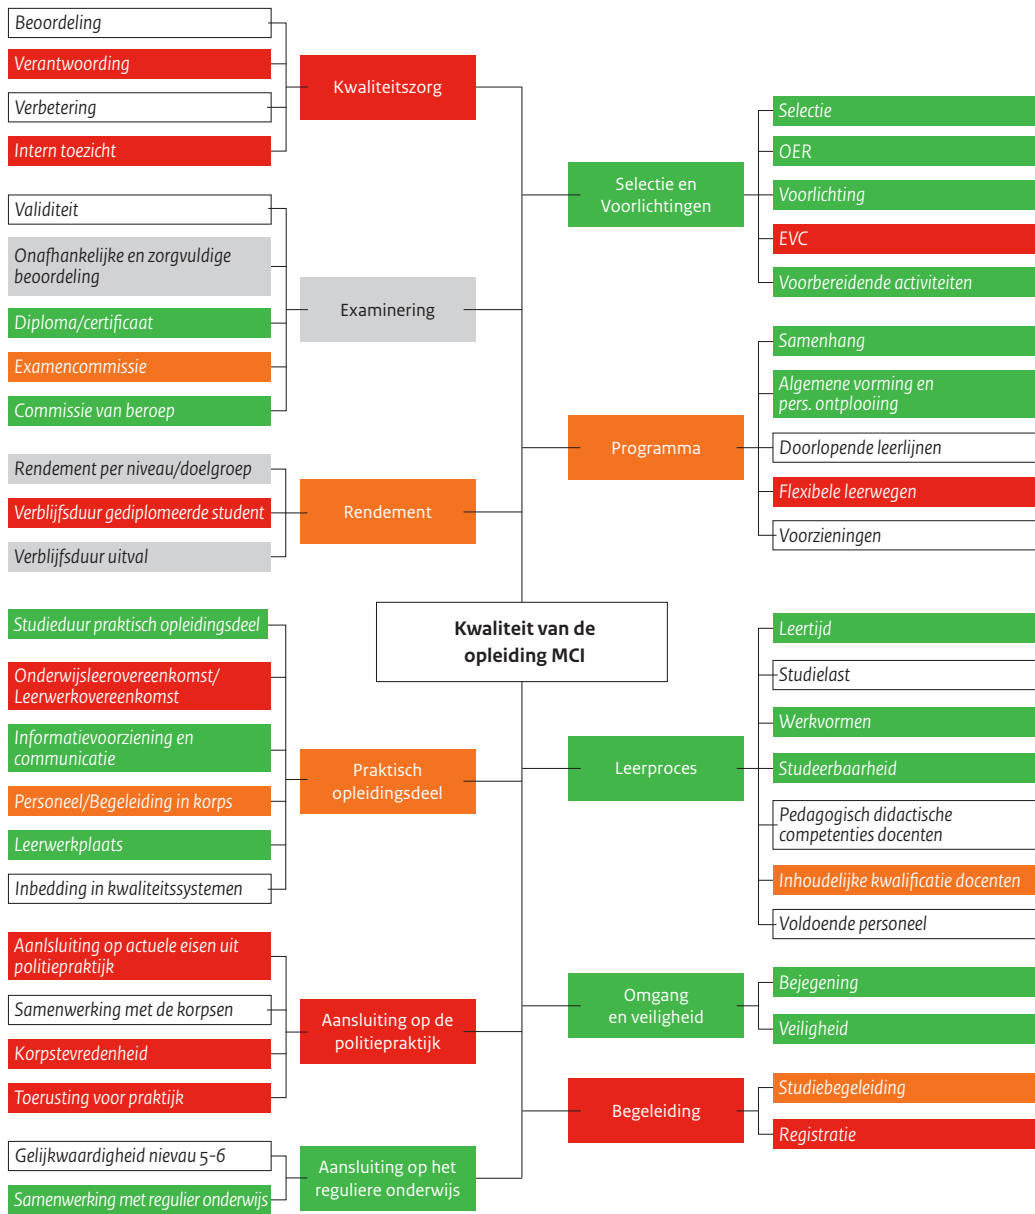 Beoordeling
Verantwoording
Verbetering
Intern toezicht
Kwaliteitszorg
Validiteit
Onafhankelijke en zorgvuldige
beoordeling
Diploma/certificaat
Examencommissie
Commissie van beroep
Examinering
Rendement per niveau/doelgroep
Verblijfsduur gediplomeerde student
Verblijfsduur uitval
Rendement
Selectie en
Voorlichtingen
Selectie
OER
Voorlichting
EVC
Voorbereidende activiteiten
Programma
Samenhang
Algemene vorming en
pers. ontplooiing
Doorlopende leerlijnen
Flexibele leerwegen
Voorzieningen
Kwaliteit van de
opleiding MCI
Studieduur praktisch opleidingsdeel
Onderwijsleerovereenkomst/
Leerwerkovereenkomst
Informatievoorziening en
communicatie
Personeel/Begeleiding in korps
Leerwerkplaats
Inbedding in kwaliteitssystemen
Praktisch
opleidingsdeel
Aanlsluiting op actuele eisen uit
politiepraktijk
Samenwerking met de korpsen
Korpstevredenheid
Toerusting voor praktijk
Aansluiting op de
politiepraktijk
Gelijkwaardigheid nievau 5-6
Samenwerking met regulier onderwijs
Aansluiting op het
reguliere onderwijs
Leerproces
Leertijd
Studielast
Werkvormen
Studeerbaarheid
Pedagogisch didactische
competenties docenten
Inhoudelijke kwalificatie docenten
Voldoende personeel
Omgang
en veiligheid
Bejegening
Veiligheid
Begeleiding
Studiebegeleiding
Registratie